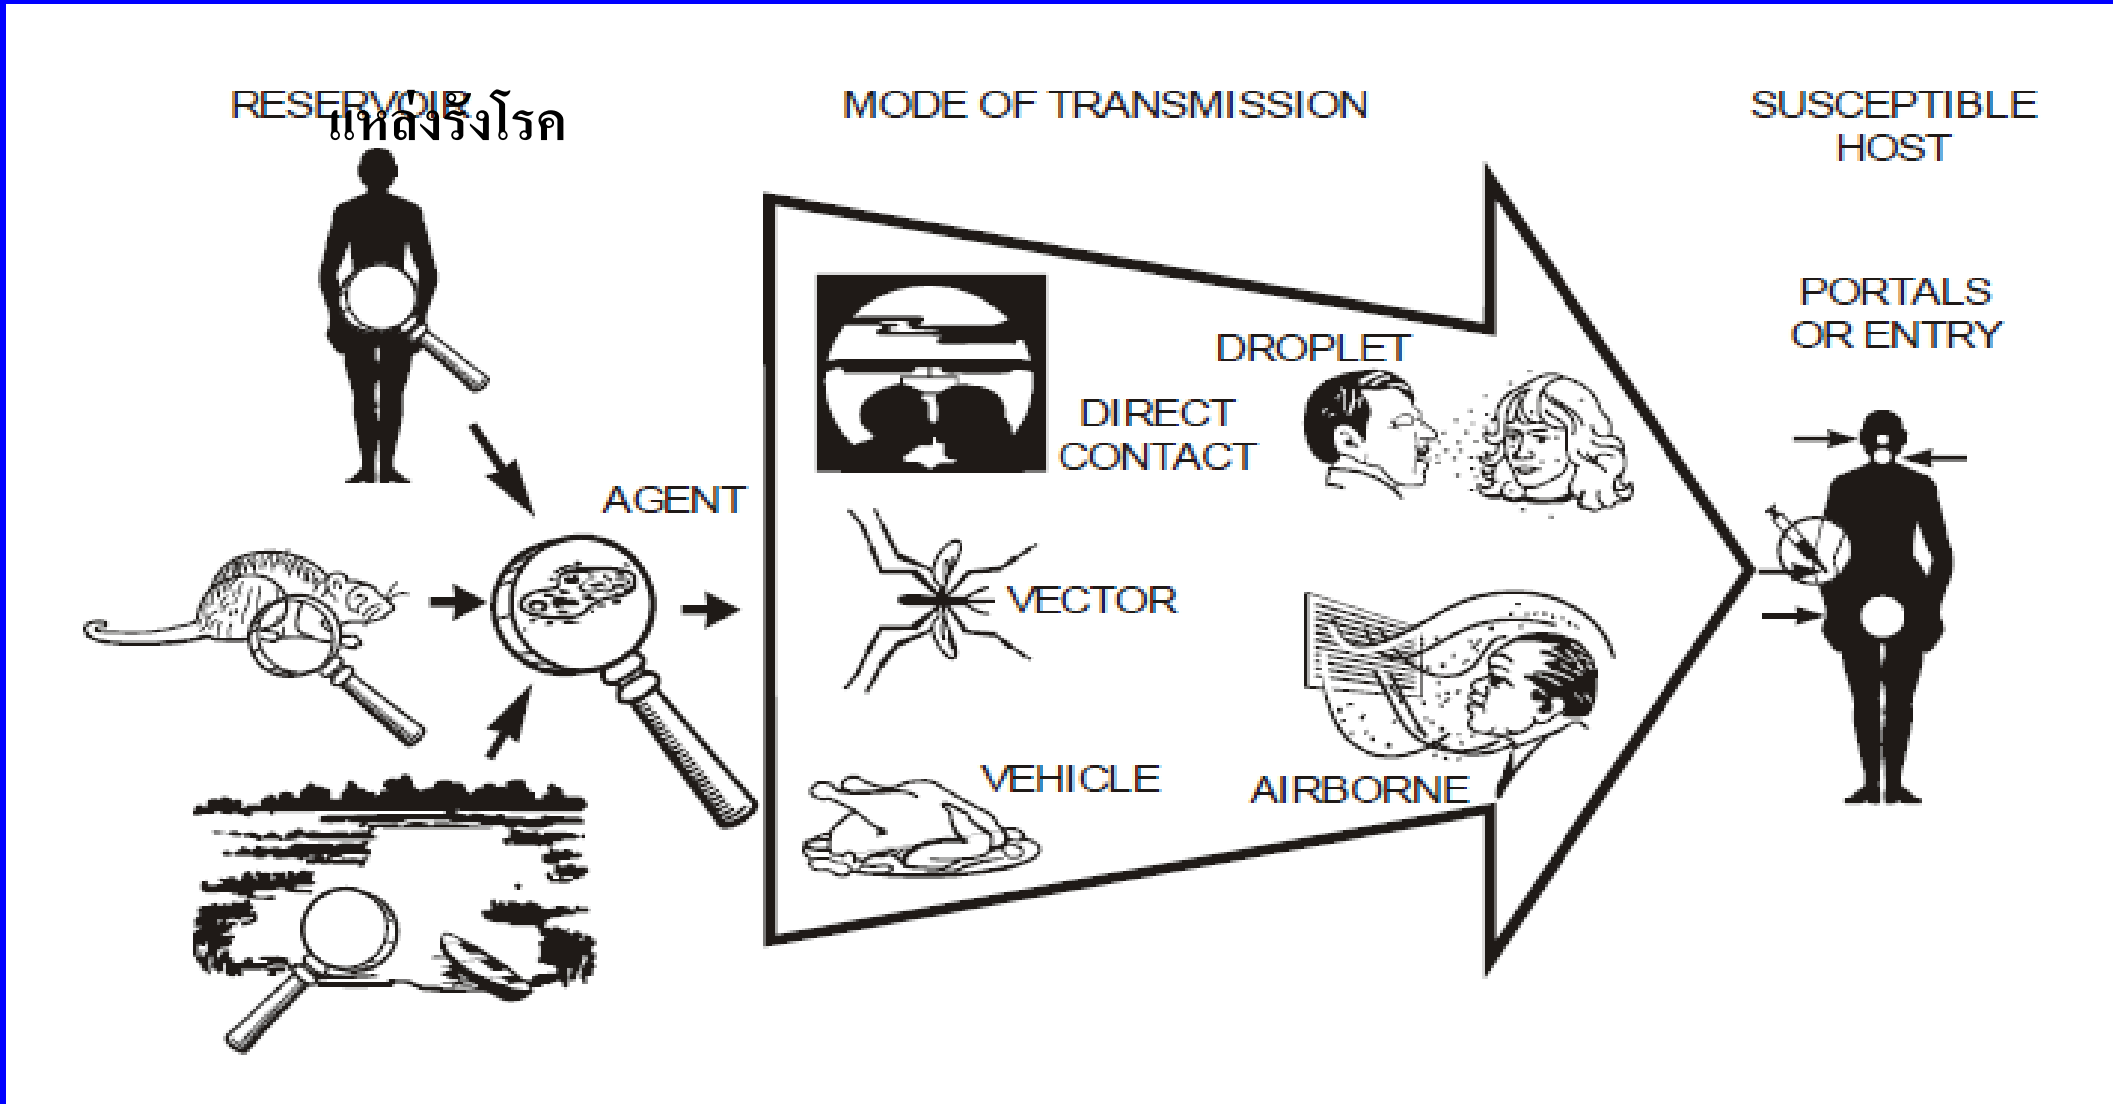 RESERVOIR
แหล่งรังโรค
MODE OF TRANSMISSION
SUSCEPTIBLE
HOST
PORTALS
OR ENTRY
DROPLET
DIRECT
CONTACT
AGENT
VECTOR
VEHICLE
AIRBORNE